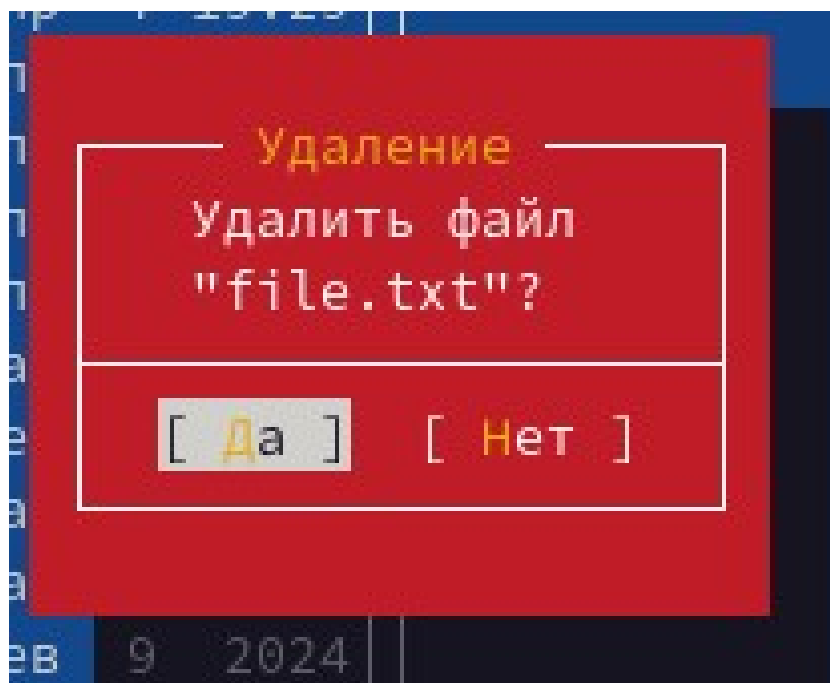 Удаление
Удалить файл
"file.txt"?
[ Да ] [ Нет ]
9 2024